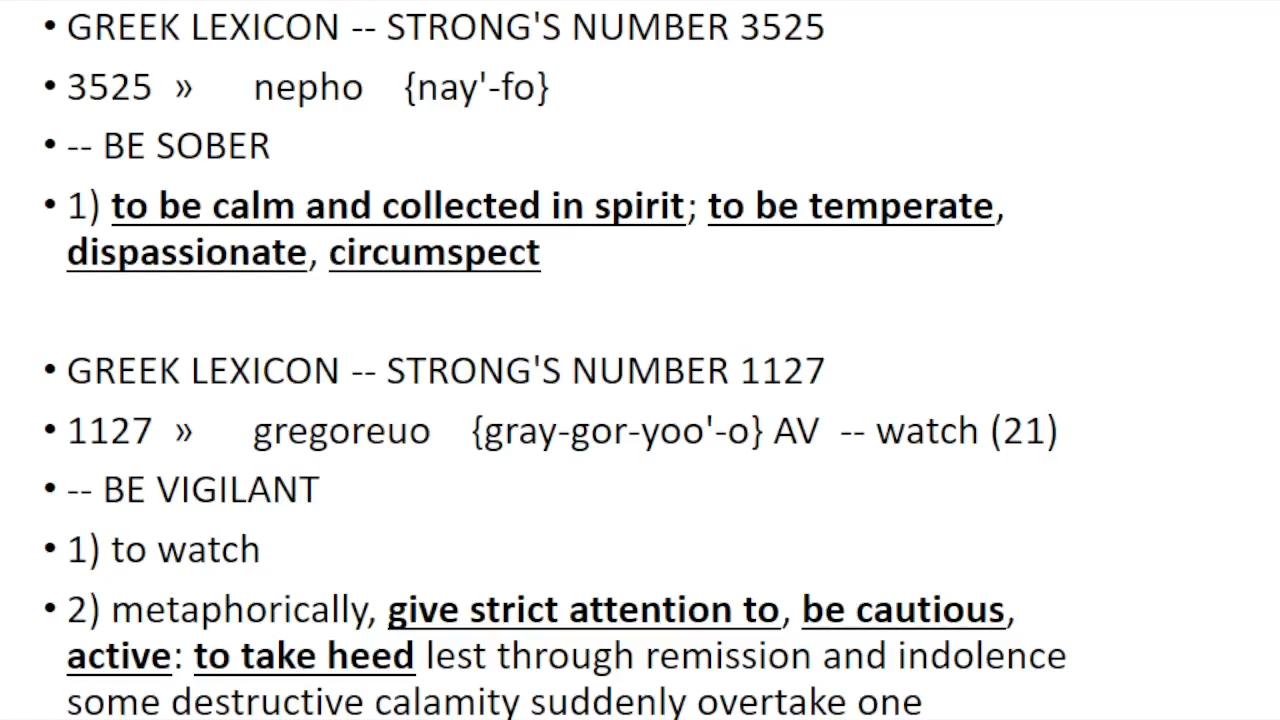 • GREEK LEXICON -- STRONG'S NUMBER 3525
• 3525 » nepho {nay'-fo}
• -- BE SOBER
• 1) to be calm and collected in spirit; to be temperate,
dispassionate, circumspect
• GREEK LEXICON -- STRONG'S NUMBER 1127
• 1127 » gregoreuo {gray-gor-yoo'-o} AV -- watch (21)
• -- BE VIGILANT
• 1) to watch
• 2) metaphorically, give strict attention to, be cautious,
active: to take heed lest through remission and indolence
some destructive calamity suddenly overtake one